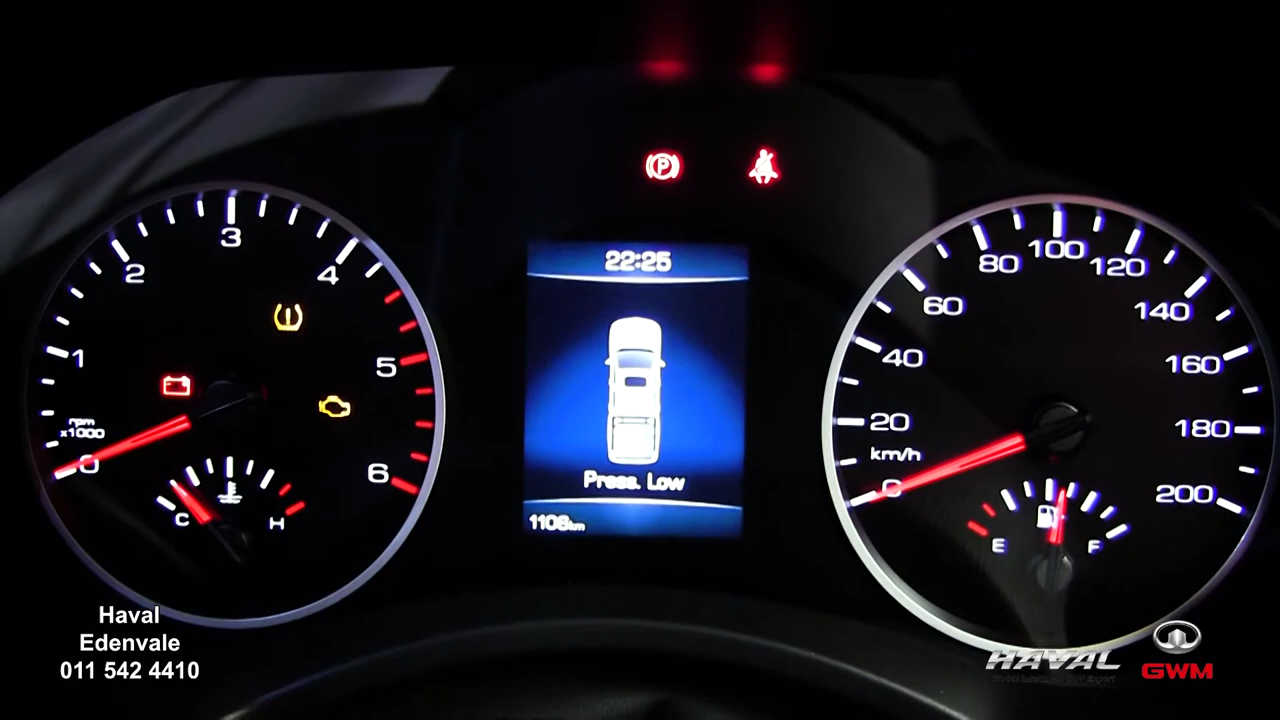 P
22:25
3
2
4
1
5
rpm
x1000
0
6
C
H
Press. Low
1108km
100
80
120
60
140
40
160
20
180
km/h
0
200
E
F
Haval
Edenvale
011 542 4410
HAVAL
GWM